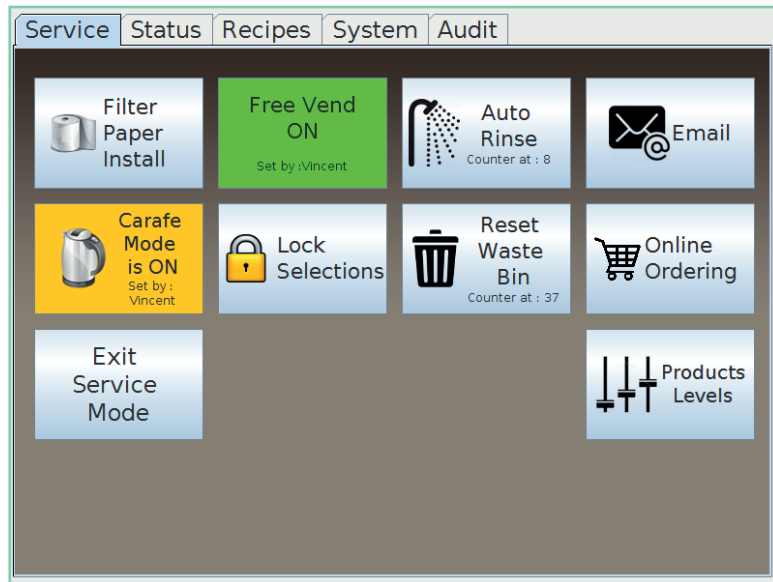 Service Status Recipes System Audit
Filter
Paper
Install
Free Vend
ON
Set by :Vincent
Auto
Rinse
Counter at : 8
Email
Carafe
Mode
is ON
Set by :
Vincent
Lock
Selections
Reset
Waste
Bin
Counter at : 37
Online
Ordering
Exit
Service
Mode
Products
Levels